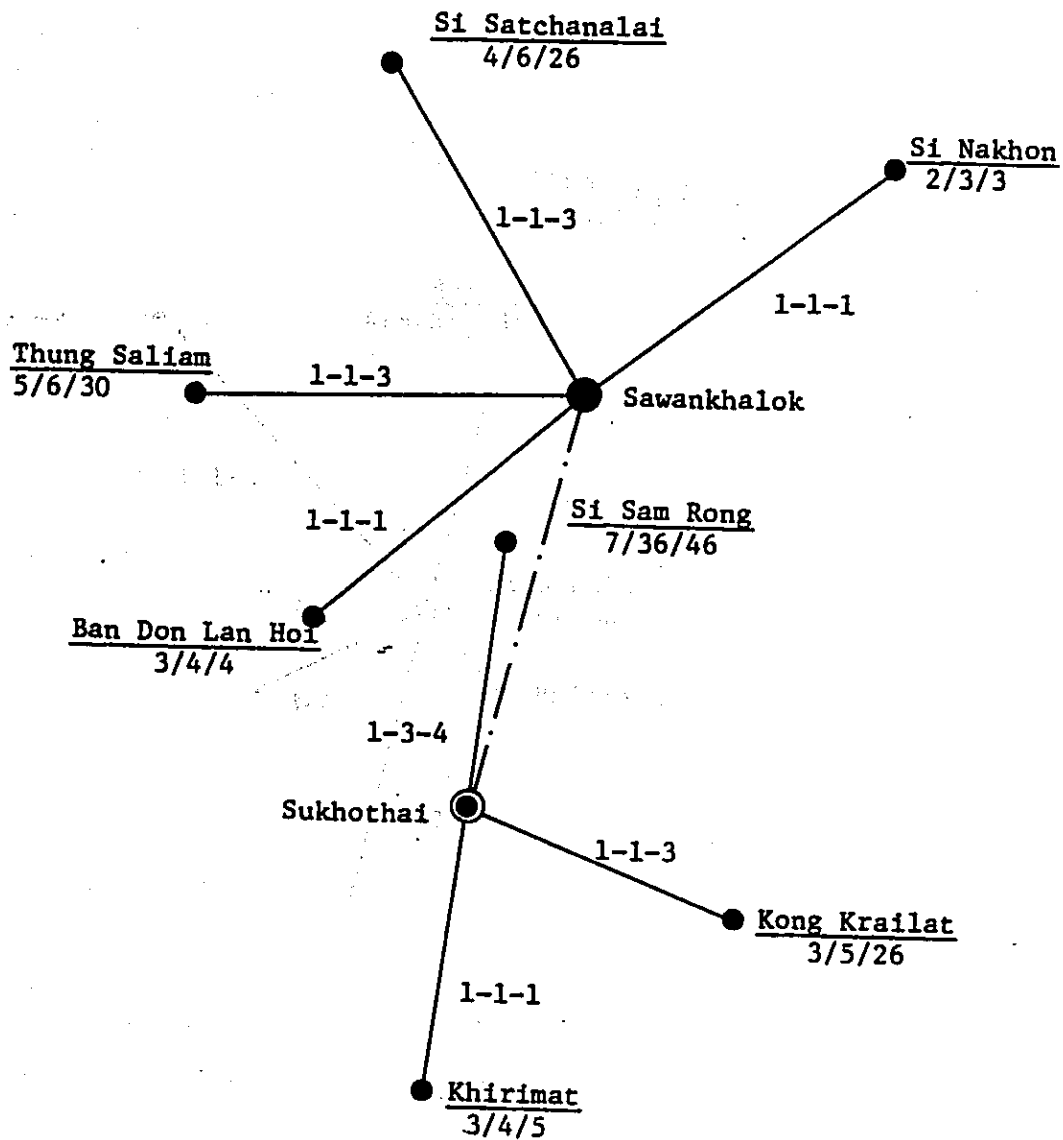 Si Satchanalai
4/6/26
Si Nakhon
2/3/3
1-1-3
1-1-1
Thung Saliam
5/6/30
1-1-3
Sawankhalok
1-1-1
Si Sam Rong
7/36/46
Ban Don Lan Hoi
3/4/4
1-3-4
Sukhothai
1-1-3
Kong Krailat
3/5/26
1-1-1
Khirimat
3/4/5